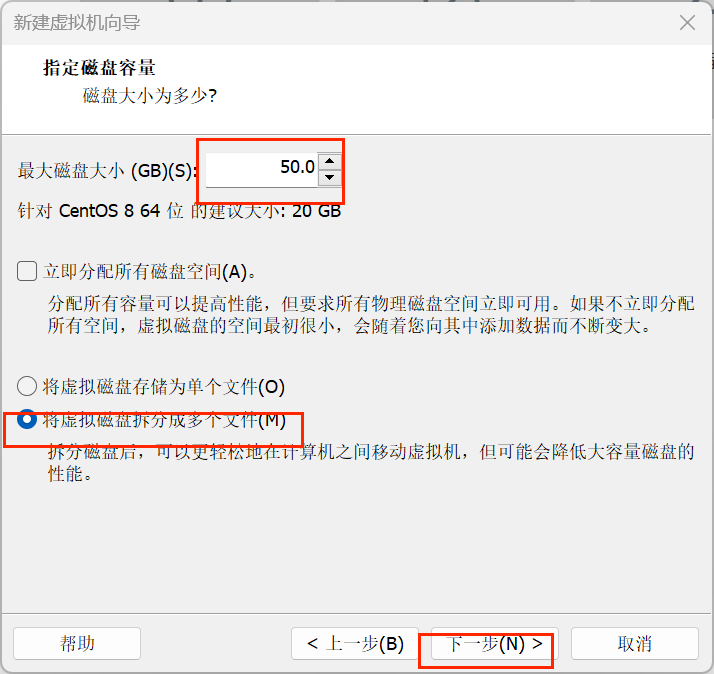 新建虚拟机向导
指定磁盘容量
磁盘大小为多少?
最大磁盘大小 (GB)(S): 50.0
针对 CentOS 8 64 位 的建议大小: 20 GB
立即分配所有磁盘空间(A)。
分配所有容量可以提高性能，但要求所有物理磁盘空间立即可用。如果不立即分配
所有空间，虚拟磁盘的空间最初很小，会随着您向其中添加数据而不断变大。
将虚拟磁盘存储为单个文件(O)
将虚拟磁盘拆分成多个文件(M)
拆分磁盘后，可以更轻松地在计算机之间移动虚拟机，但可能会降低大容量磁盘的
性能。
帮助 < 上一步(B) 下一步(N) > 取消